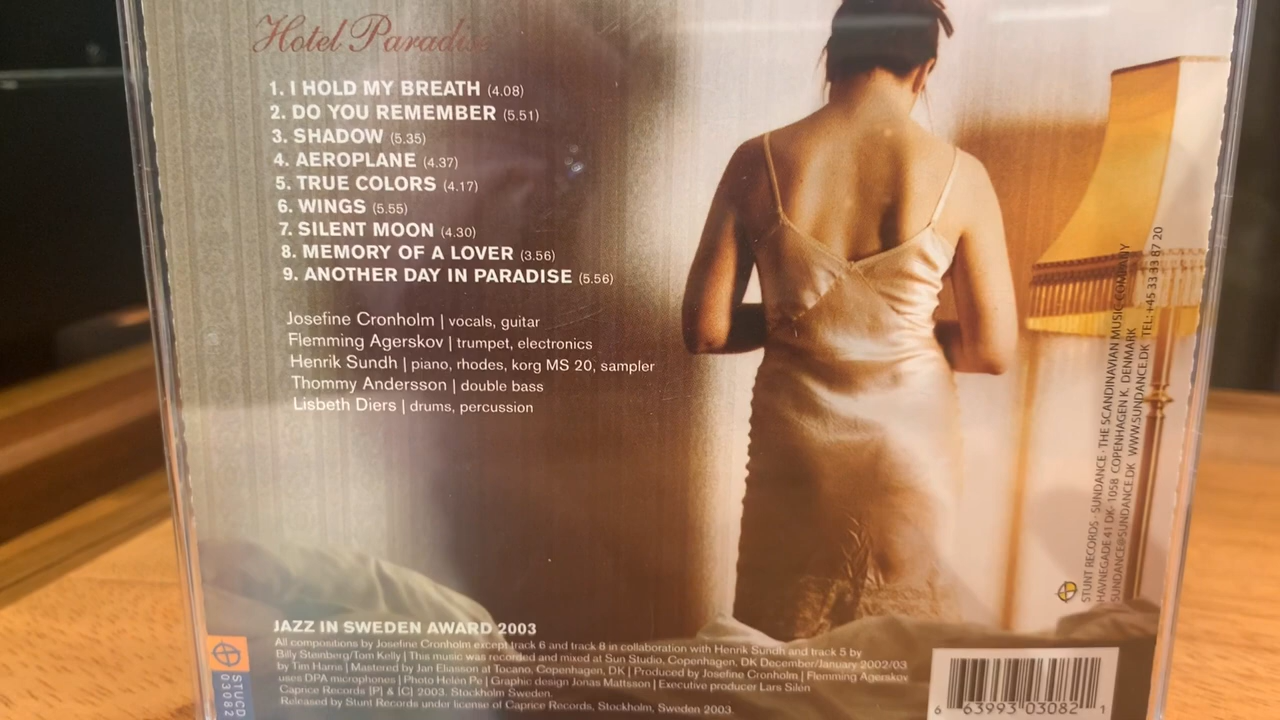 Hotel Paradise
1. I HOLD MY BREATH (4.08)
2. DO YOU REMEMBER (5.51)
3. SHADOW (5.35)
4. AEROPLANE (4.37)
5. TRUE COLORS (4.17)
6. WINGS (5.55)
7. SILENT MOON (4.30)
8. MEMORY OF A LOVER (3.56)
9. ANOTHER DAY IN PARADISE (5.56)
Josefine Cronholm | vocals, guitar
Flemming Agerskov | trumpet, electronics
Henrik Sundh | piano, rhodes, korg MS 20, sampler
Thommy Andersson | double bass
Lisbeth Diers | drums, percussion
JAZZ IN SWEDEN AWARD 2003
All compositions by Josefine Cronholm except track 6 and track 8 in collaboration with Henrik Sundh and track 5 by
Billy Steinberg/Tom Kelly | This music was recorded and mixed at Sun Studio, Copenhagen, DK December/January 2002/03
by Tim Harris | Mastered by Jan Eliasson at Tocano, Copenhagen, DK | Produced by Josefine Cronholm | Flemming Agerskov
uses DPA microphones | Photo Helén Pe | Graphic design Jonas Mattsson | Executive producer Lars Silén
Caprice Records [P] & [C] 2003. Stockholm Sweden.
Released by Stunt Records under license of Caprice Records, Stockholm, Sweden 2003.
STUCD
03082
STUNT RECORDS · SUNDANCE · THE SCANDINAVIAN MUSIC COMPANY
HAVNEGADE 41 DK- 1058 COPENHAGEN K. DENMARK
SUNDANCE@SUNDANCE.DK WWW.SUNDANCE.DK TEL:+45 33 33 87 20
6 63993 03082 1